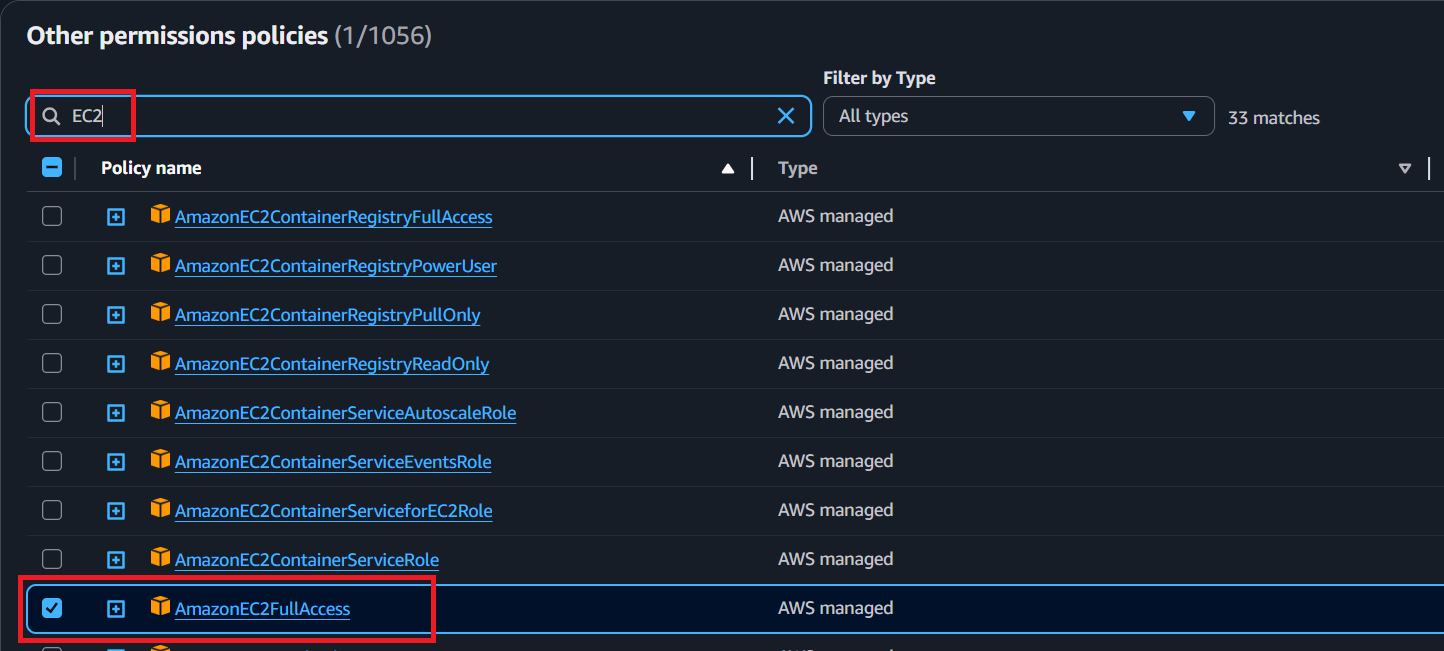 Other permissions policies (1/1056)
Filter by Type
EC2
All types
33 matches
Policy name
Type
AmazonEC2ContainerRegistryFullAccess AWS managed
AmazonEC2ContainerRegistryPowerUser AWS managed
AmazonEC2ContainerRegistryPullOnly AWS managed
AmazonEC2ContainerRegistryReadOnly AWS managed
AmazonEC2ContainerServiceAutoscaleRole AWS managed
AmazonEC2ContainerServiceEventsRole AWS managed
AmazonEC2ContainerServiceforEC2Role AWS managed
AmazonEC2ContainerServiceRole AWS managed
AmazonEC2FullAccess AWS managed